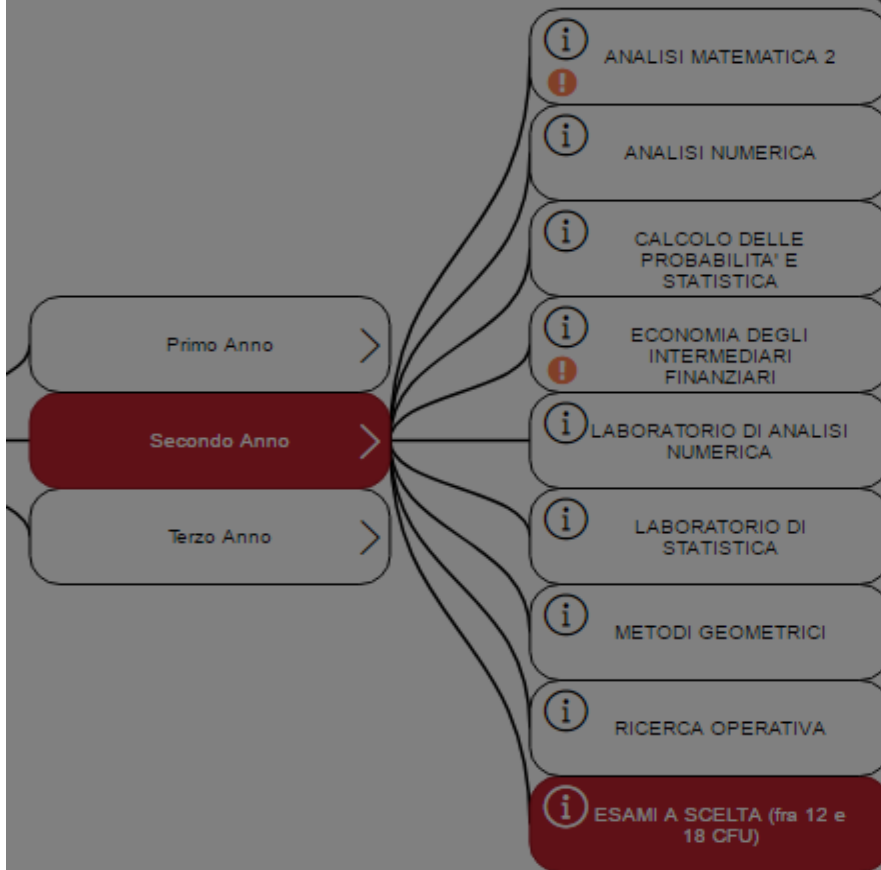 Primo Anno
Secondo Anno
Terzo Anno
ANALISI MATEMATICA 2
ANALISI NUMERICA
CALCOLO DELLE
PROBABILITA' E
STATISTICA
ECONOMIA DEGLI
INTERMEDIARI
FINANZIARI
LABORATORIO DI ANALISI
NUMERICA
LABORATORIO DI
STATISTICA
METODI GEOMETRICI
RICERCA OPERATIVA
ESAMI A SCELTA (fra 12 e
18 CFU)